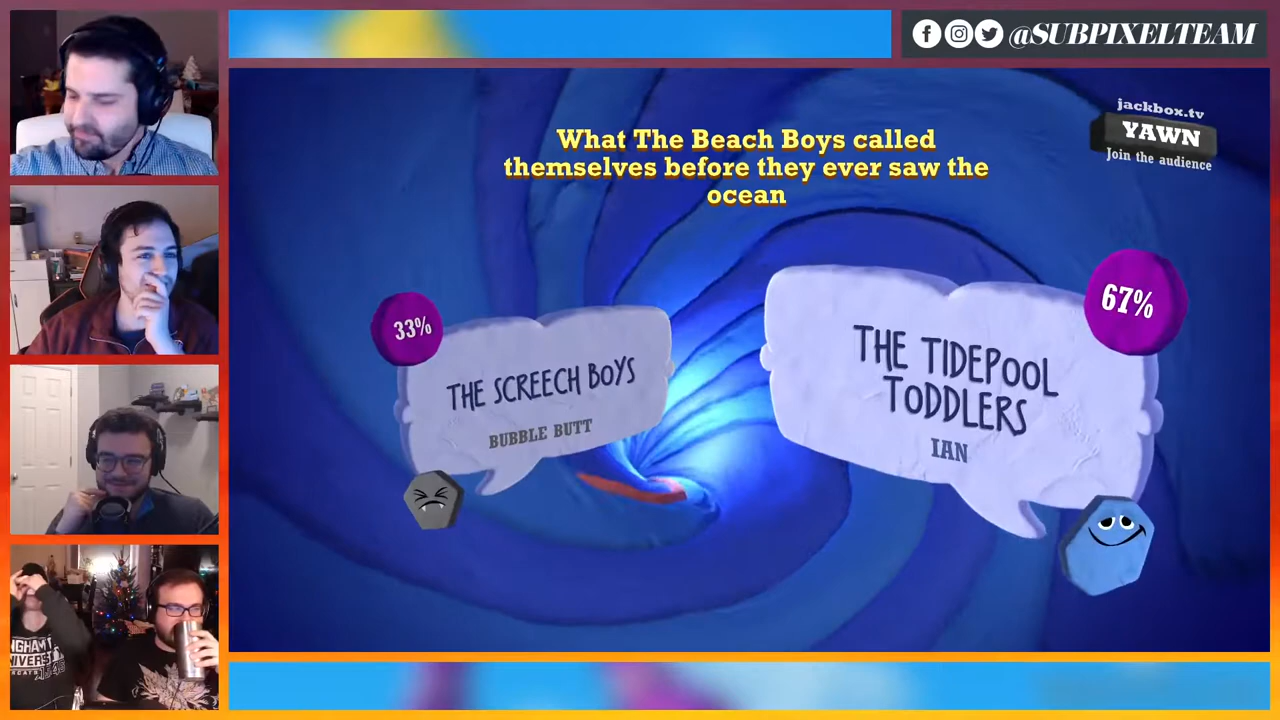 @SUBPIXELTEAM
jackbox.tv
YAWN
Join the audience
What The Beach Boys called
themselves before they ever saw the
ocean
33%
THE SCREECH BOYS
BUBBLE BUTT
67%
THE TIDEPOOL
TODDLERS
IAN